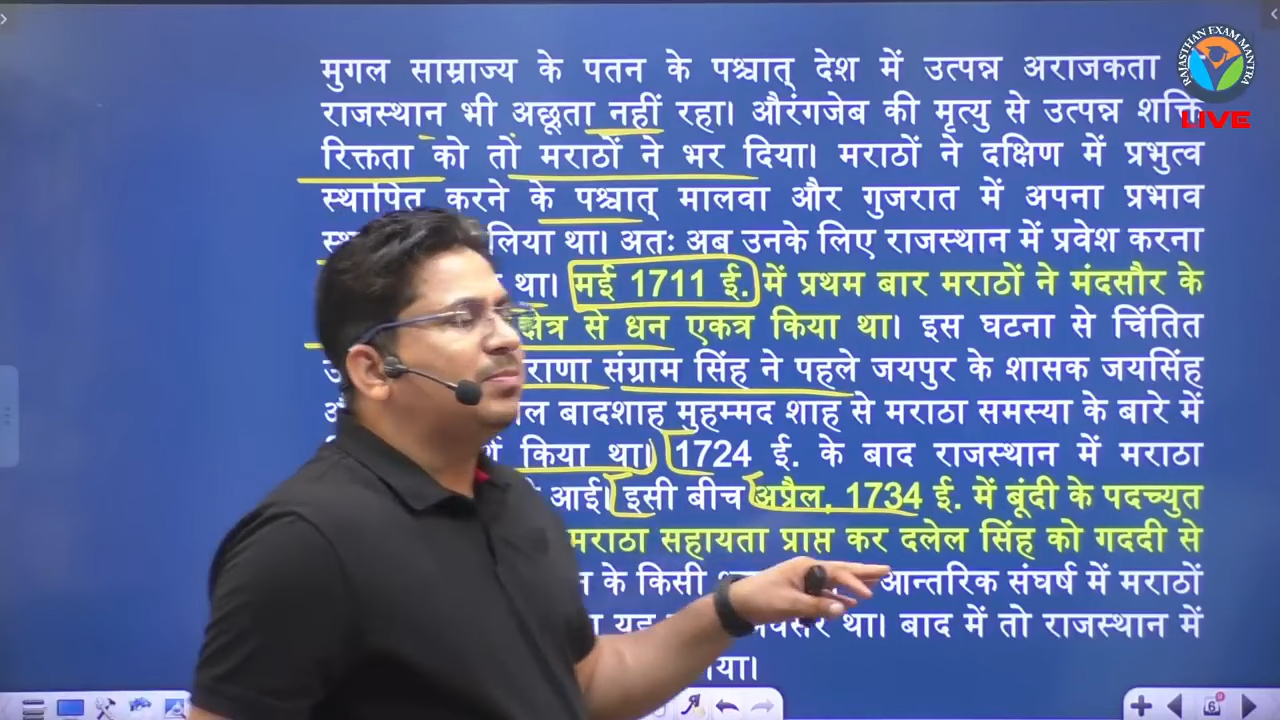 मुगल साम्राज्य के पतन के पश्चात् देश में उत्पन्न अराजकता
राजस्थान भी अछूता नहीं रहा। औरंगजेब की मृत्यु से उत्पन्न शक्ति
रिक्तता को तो मराठों ने भर दिया। मराठों ने दक्षिण में प्रभुत्व
स्थापित करने के पश्चात् मालवा और गुजरात में अपना प्रभाव
लिया था। अतः अब उनके लिए राजस्थान में प्रवेश करना
था। मई 1711 ई. में प्रथम बार मराठों ने मंदसौर के
क्षेत्र से धन एकत्र किया था। इस घटना से चिंतित
राणा संग्राम सिंह ने पहले जयपुर के शासक जयसिंह
बादशाह मुहम्मद शाह से मराठा समस्या के बारे में
किया था। 1724 ई. के बाद राजस्थान में मराठा
आई। इसी बीच अप्रैल, 1734 ई. में बूंदी के पदच्युत
मराठा सहायता प्राप्त कर दलेल सिंह को गददी से
के किसी आन्तरिक संघर्ष में मराठों
यह था। बाद में तो राजस्थान में
RAJASTHAN EXAM MANTRA
LIVE
6